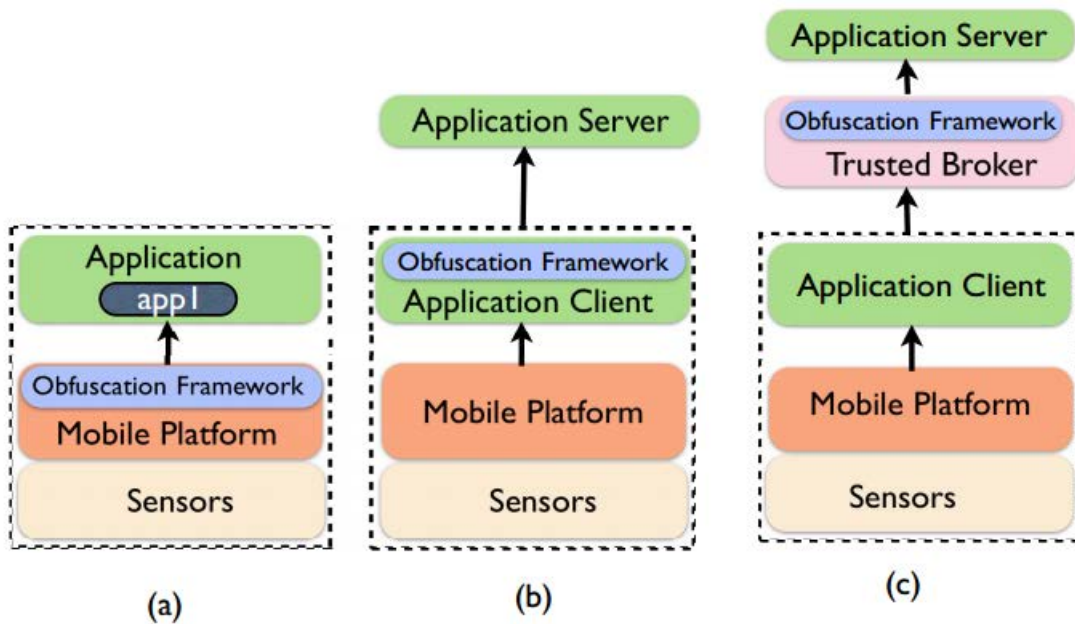 Application
app1
Obfuscation Framework
Mobile Platform
Sensors
(a)
Application Server
Obfuscation Framework
Application Client
Mobile Platform
Sensors
(b)
Application Server
Obfuscation Framework
Trusted Broker
Application Client
Mobile Platform
Sensors
(c)